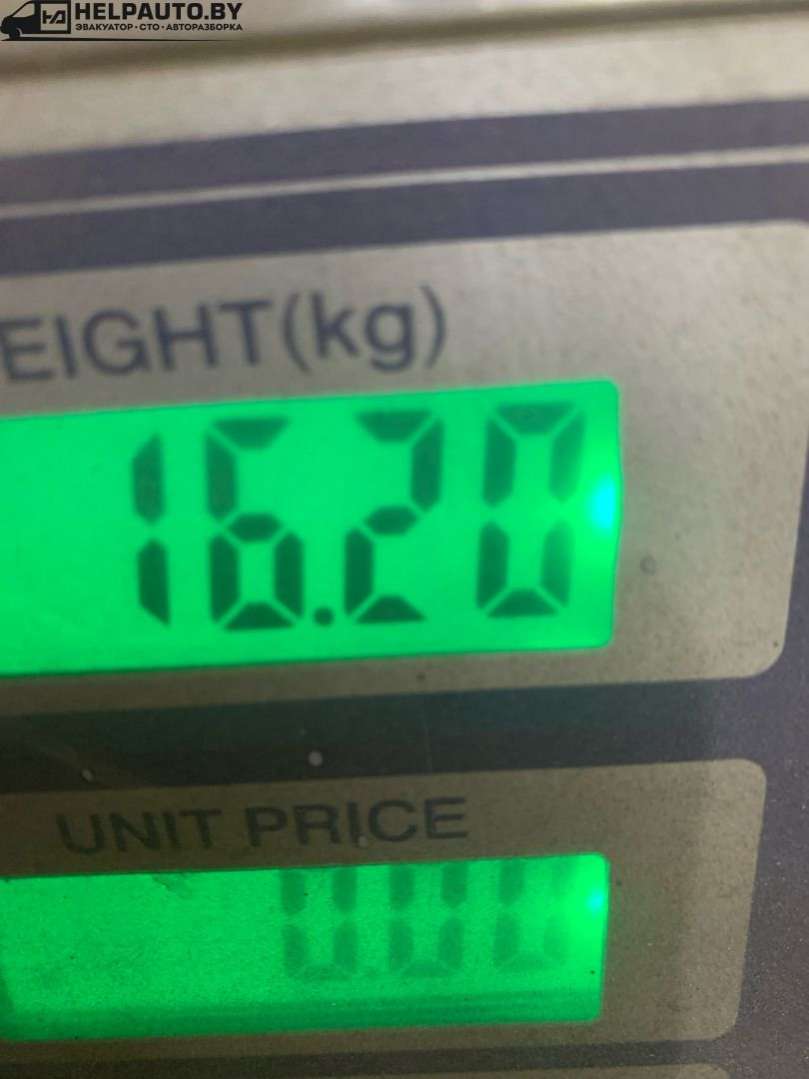 HELPAUTO.BY
ЭВАКУАТОР • СТО • АВТОРАЗБОРКА
EIGHT(kg)
16.20
UNIT PRICE
0.00